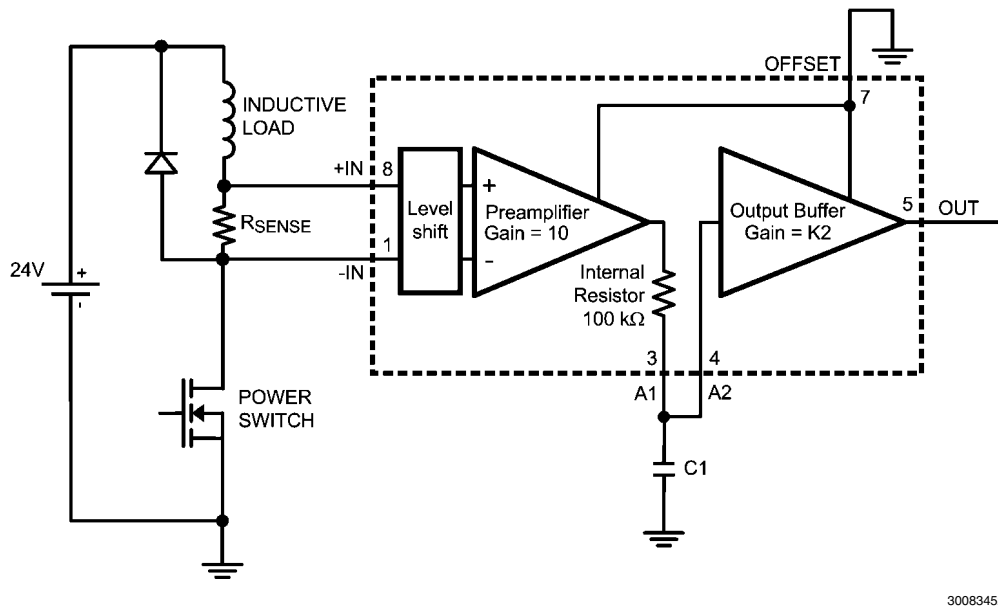 OFFSET
7
INDUCTIVE
LOAD
+IN
8
RSENSE
1
-IN
Level
shift
+
-
Preamplifier
Gain = 10
Output Buffer
Gain = K2
5
OUT
24V
+
-
Internal
Resistor
100 kΩ
3
4
A1
A2
POWER
SWITCH
C1
3008345